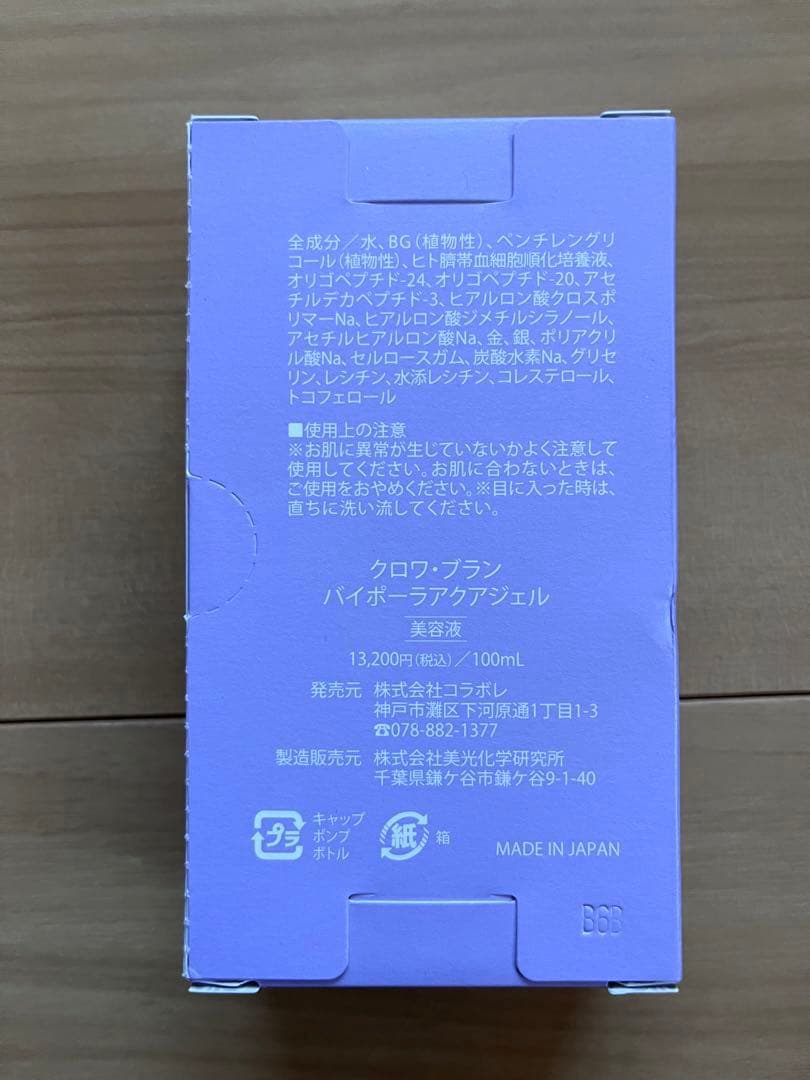 全成分／水、BG（植物性）、ペンチレングリ
コール（植物性）、ヒト臍帯血細胞順化培養液、
オリゴペプチド-24、オリゴペプチド-20、アセ
チルデカペプチド-3、ヒアルロン酸クロスポ
リマーNa、ヒアルロン酸ジメチルシラノール、
アセチルヒアルロン酸Na、金、銀、ポリアクリ
ル酸Na、セルロースガム、炭酸水素Na、グリセ
リン、レシチン、水添レシチン、コレステロール、
トコフェロール
■使用上の注意
※お肌に異常が生じていないかよく注意して
使用してください。お肌に合わないときは、
ご使用をおやめください。※目に入った時は、
直ちに洗い流してください。
クロワ・ブラン
バイポーラアクアジェル
美容液
13,200円（税込）／100mL
発売元 株式会社コラボレ
神戸市灘区下河原通1丁目1-3
☎078-882-1377
製造販売元 株式会社美光化学研究所
千葉県鎌ケ谷市鎌ケ谷9-1-40
プラ キャップ
ポンプ
ボトル
紙 箱
MADE IN JAPAN
B6B